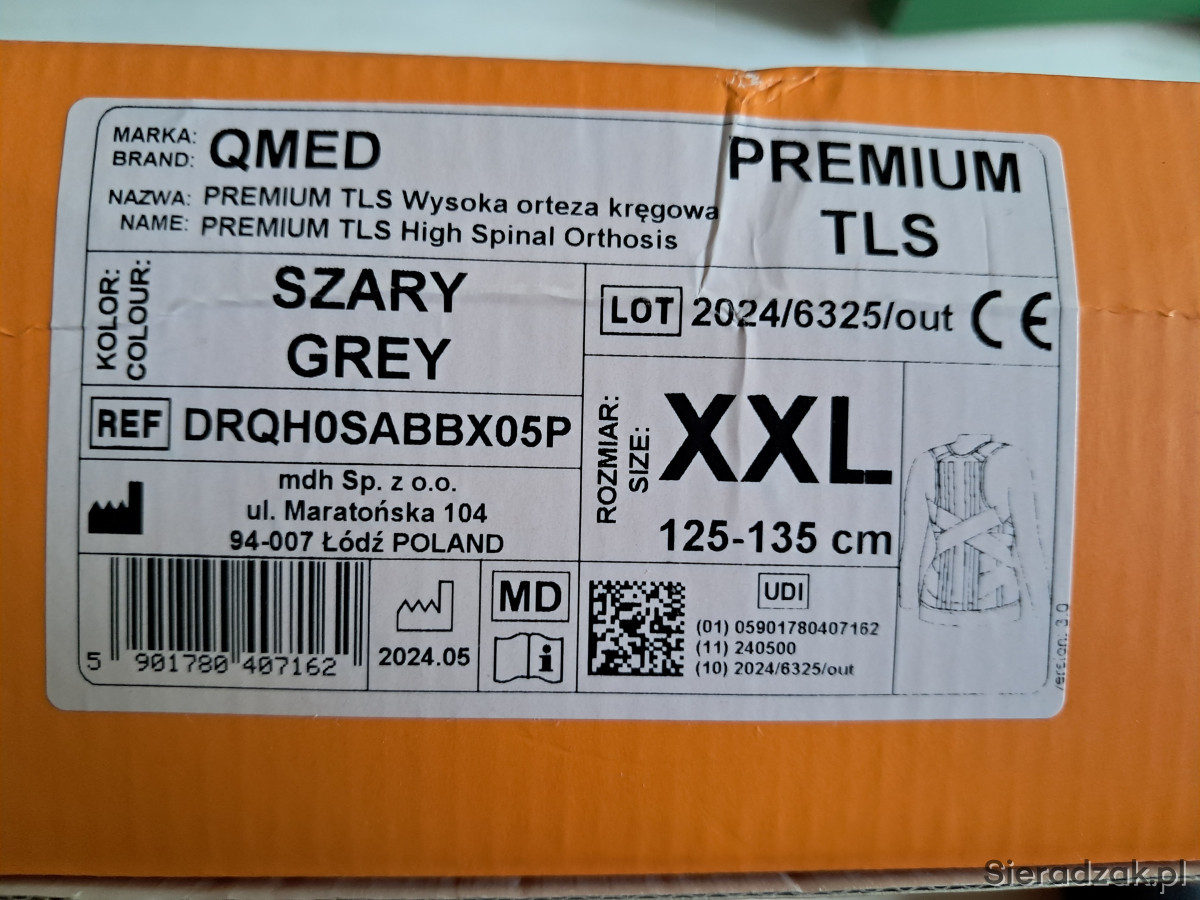 MARKA:
BRAND: QMED
PREMIUM
TLS
NAZWA: PREMIUM TLS Wysoka orteza kręgowa
NAME: PREMIUM TLS High Spinal Orthosis
KOLOR:
COLOUR:
SZARY
GREY
LOT 2024/6325/out CE
REF DRQH0SABBX05P
ROZMIAR:
SIZE:
XXL
125-135 cm
mdh Sp. z o.o.
ul. Maratońska 104
94-007 Łódź POLAND
5 901780 407162
2024.05
MD
i
UDI
(01) 05901780407162
(11) 240500
(10) 2024/6325/out
version. 3.0
Sieradzak.pl